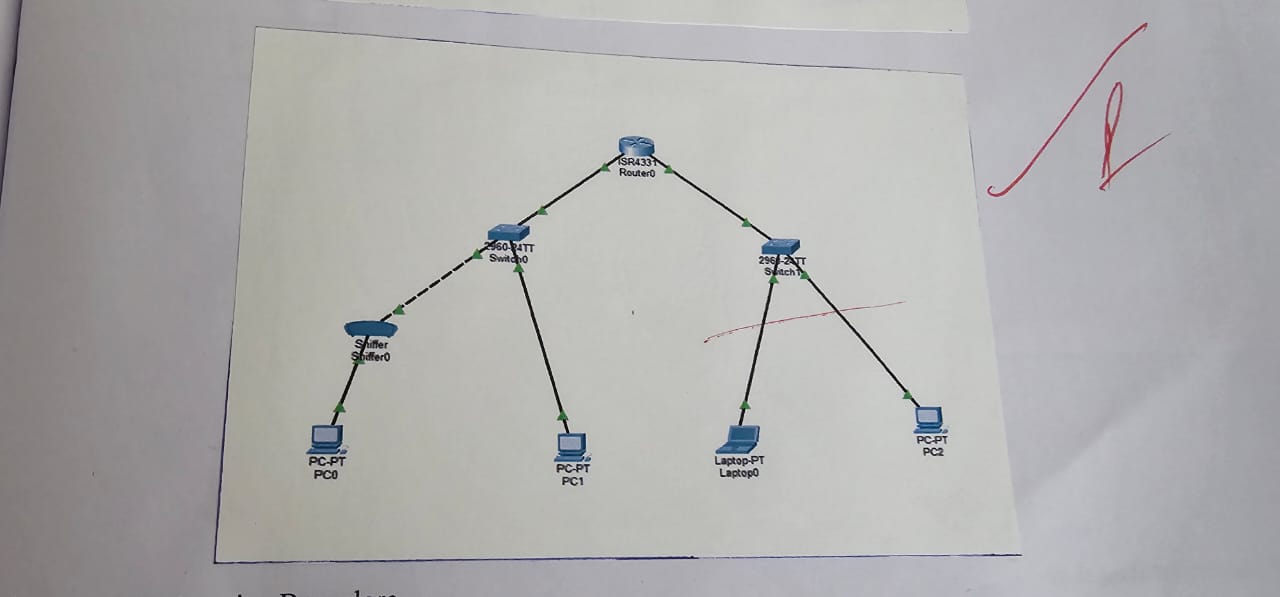 ISR4331
Router0
2960-24TT
Switch0
2960-24TT
Switch1
Sniffer
Sniffer0
PC-PT
PC0
PC-PT
PC1
Laptop-PT
Laptop0
PC-PT
PC2